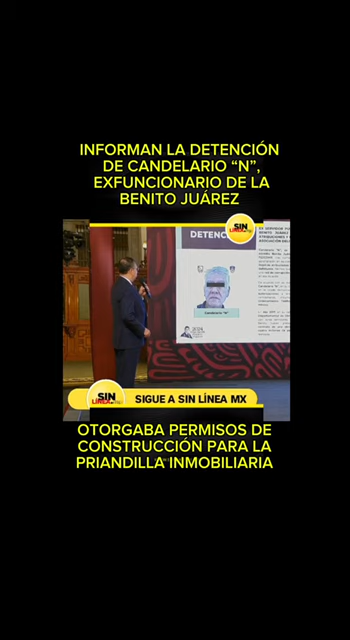 INFORMAN LA DETENCIÓN
DE CANDELARIO “N”,
EXFUNCIONARIO DE LA
BENITO JUÁREZ
DETENC
SIN
LÍNEA
Candelario "N"
2024
SIN
LÍNEA
SIGUE A SIN LÍNEA MX
OTORGABA PERMISOS DE
CONSTRUCCIÓN PARA LA
PRIANDILLA INMOBILIARIA